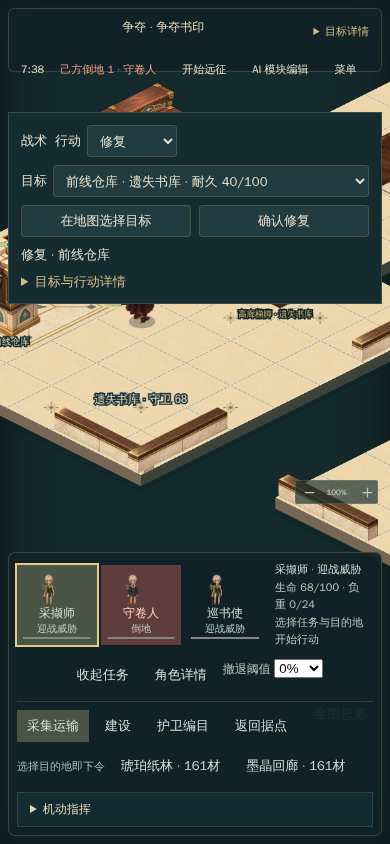 争夺 · 争夺书印
▶ 目标详情
7:38 己方倒地 1 · 守卷人 开始远征 AI 模块编辑 菜单
战术 行动 修复
目标 前线仓库 · 遗失书库 · 耐久 40/100
在地图选择目标 确认修复
修复 · 前线仓库
▶ 目标与行动详情
高廊梯脚 · 遗失书库
线仓库
遗失书库 · 守卫 68
− 100% +
采撷师 · 迎战威胁
生命 68/100 · 负重 0/24
选择任务与目的地
开始行动
采撷师 守卷人 巡书使
迎战威胁 倒地 迎战威胁
收起任务 角色详情 撤退阈值 0%
全图总览
采集运输 建设 护卫编目 返回据点
选择目的地即下令 琥珀纸林 · 161材 墨晶回廊 · 161材
▶ 机动指挥